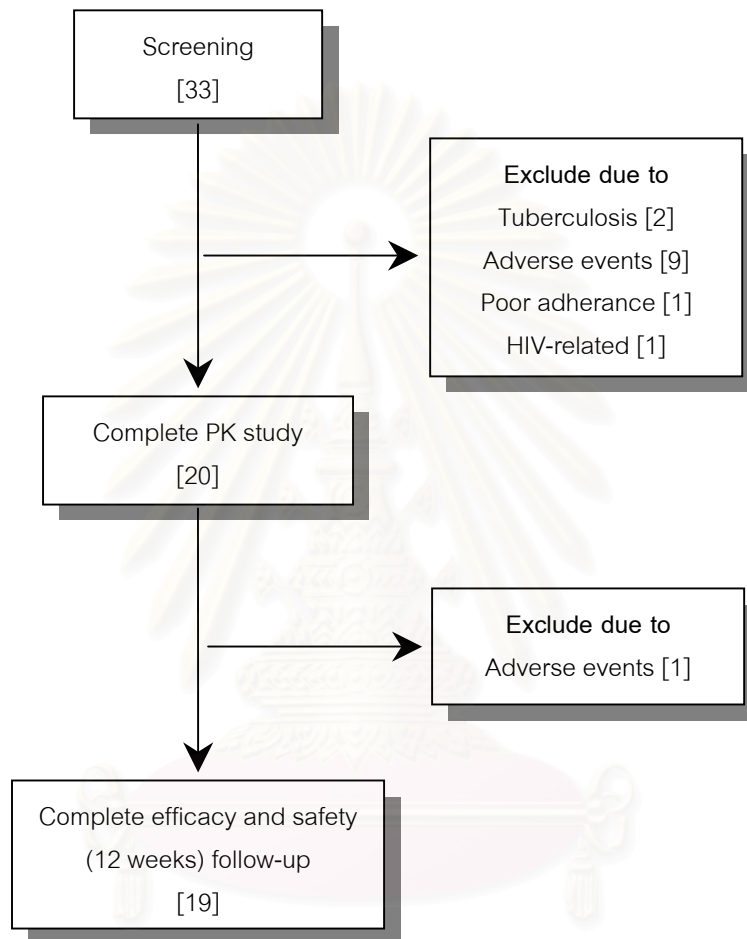 Screening
[33]
Exclude due to
Tuberculosis [2]
Adverse events [9]
Poor adherance [1]
HIV-related [1]
Complete PK study
[20]
Exclude due to
Adverse events [1]
Complete efficacy and safety
(12 weeks) follow-up
[19]